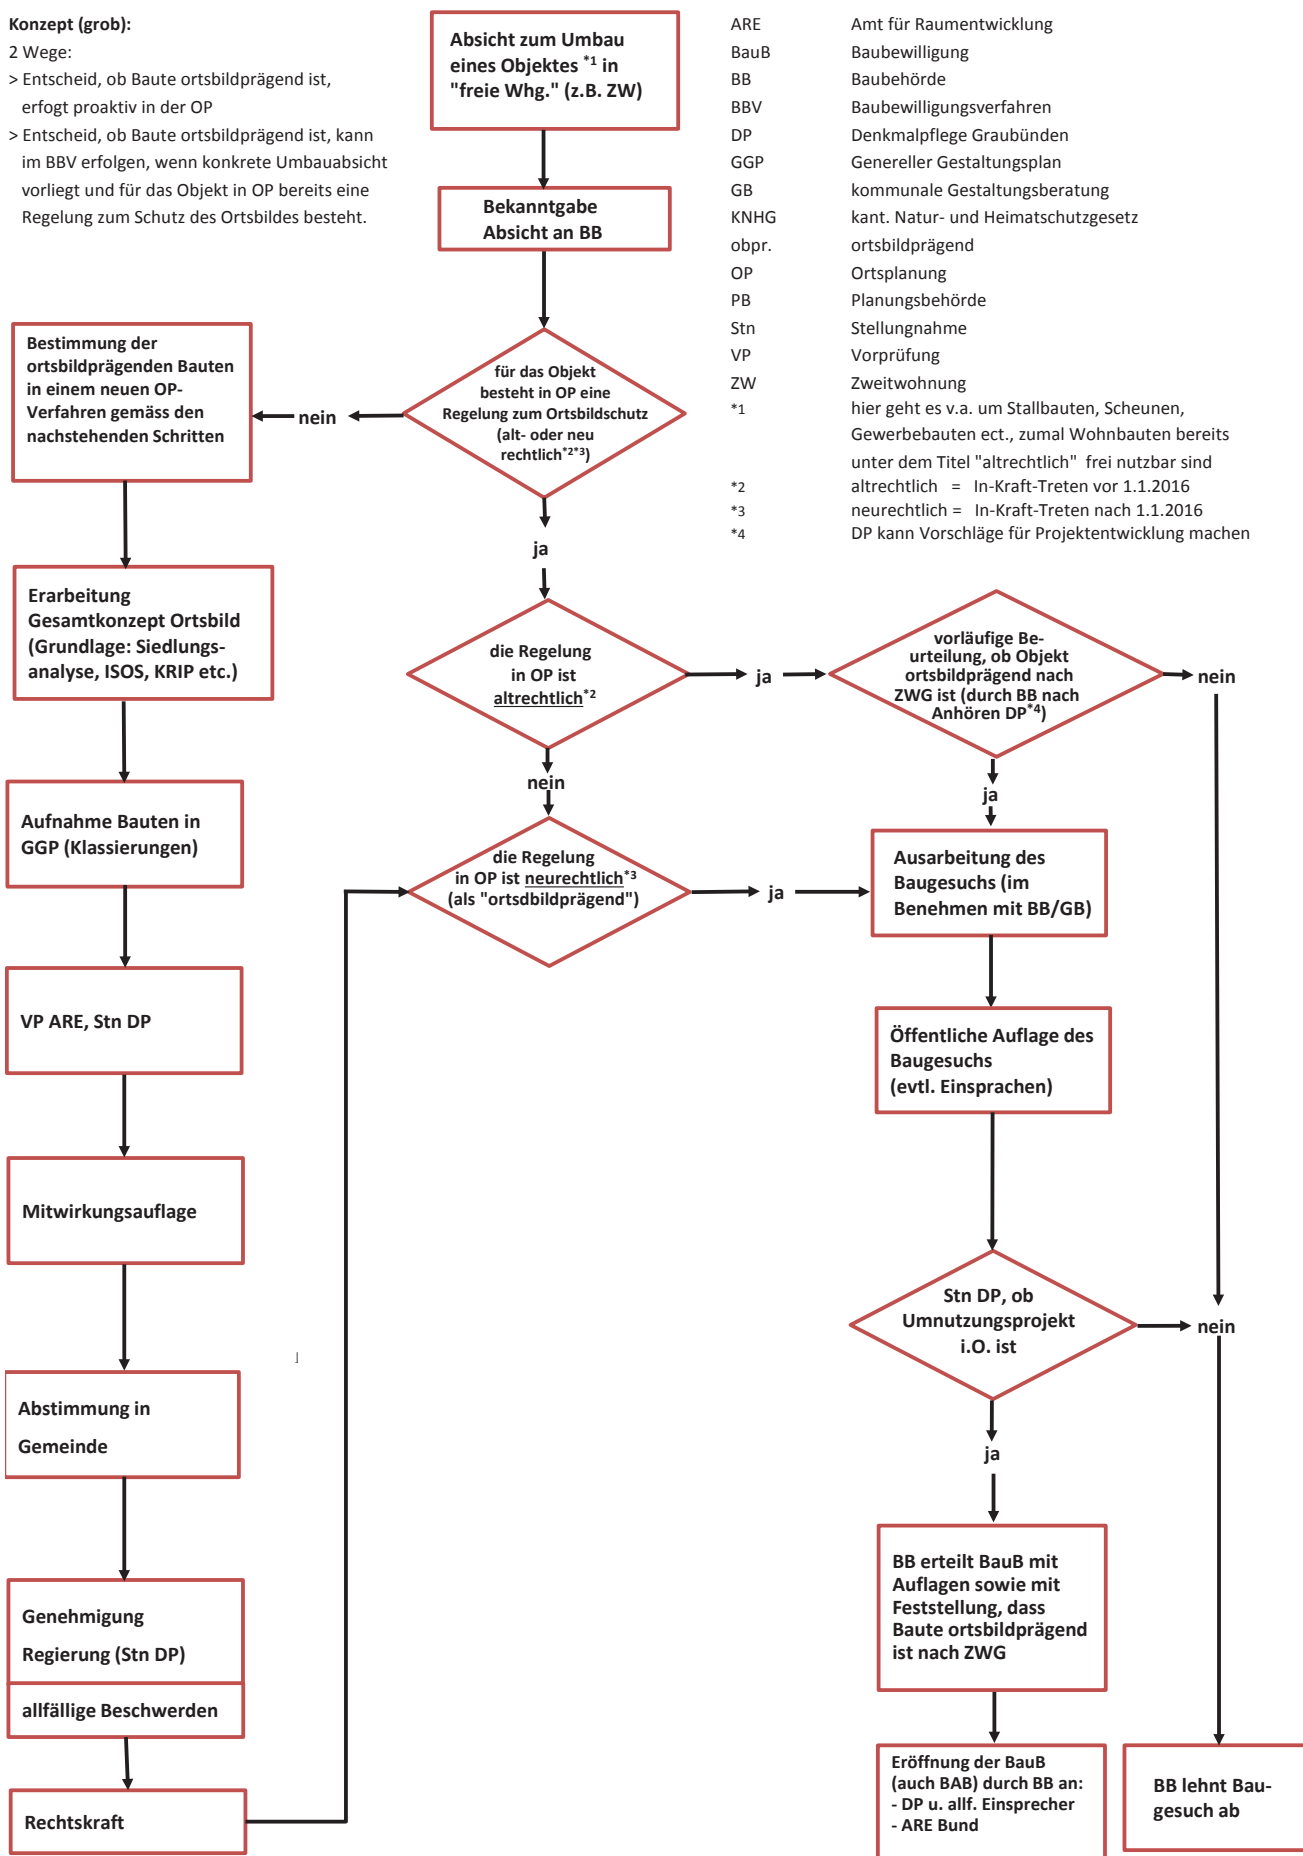 Konzept (grob):
2 Wege:
> Entscheid, ob Baute ortsbildprägend ist,
erfogt proaktiv in der OP
> Entscheid, ob Baute ortsbildprägend ist, kann
im BBV erfolgen, wenn konkrete Umbauabsicht
vorliegt und für das Objekt in OP bereits eine
Regelung zum Schutz des Ortsbildes besteht.
Absicht zum Umbau
eines Objektes *1 in
"freie Whg." (z.B. ZW)
ARE Amt für Raumentwicklung
BauB Baubewilligung
BB Baubehörde
BBV Baubewilligungsverfahren
DP Denkmalpflege Graubünden
GGP Genereller Gestaltungsplan
GB kommunale Gestaltungsberatung
KNHG kant. Natur- und Heimatschutzgesetz
obpr. ortsbildprägend
OP Ortsplanung
PB Planungsbehörde
Stn Stellungnahme
VP Vorprüfung
ZW Zweitwohnung
*1 hier geht es v.a. um Stallbauten, Scheunen,
Gewerbebauten ect., zumal Wohnbauten bereits
unter dem Titel "altrechtlich" frei nutzbar sind
*2 altrechtlich = In-Kraft-Treten vor 1.1.2016
*3 neurechtlich = In-Kraft-Treten nach 1.1.2016
*4 DP kann Vorschläge für Projektentwicklung machen
Bekanntgabe
Absicht an BB
für das Objekt
besteht in OP eine
Regelung zum Ortsbildschutz
(alt- oder neu
rechtlich*2*3)
nein
Bestimmung der
ortsbildprägenden Bauten
in einem neuen OP-
Verfahren gemäss den
nachstehenden Schritten
ja
Erarbeitung
Gesamtkonzept Ortsbild
(Grundlage: Siedlungs-
analyse, ISOS, KRIP etc.)
die Regelung
in OP ist
altrechtlich*2
ja
vorläufige Be-
urteilung, ob Objekt
ortsbildprägend nach
ZWG ist (durch BB nach
Anhören DP*4)
nein
nein
ja
Aufnahme Bauten in
GGP (Klassierungen)
die Regelung
in OP ist neurechtlich*3
(als "ortsdbildprägend")
ja
Ausarbeitung des
Baugesuchs (im
Benehmen mit BB/GB)
VP ARE, Stn DP
Öffentliche Auflage des
Baugesuchs
(evtl. Einsprachen)
Mitwirkungsauflage
Stn DP, ob
Umnutzungsprojekt
i.O. ist
nein
ja
Abstimmung in
Gemeinde
BB erteilt BauB mit
Auflagen sowie mit
Feststellung, dass
Baute ortsbildprägend
ist nach ZWG
Genehmigung
Regierung (Stn DP)
allfällige Beschwerden
Rechtskraft
Eröffnung der BauB
(auch BAB) durch BB an:
- DP u. allf. Einsprecher
- ARE Bund
BB lehnt Bau-
gesuch ab